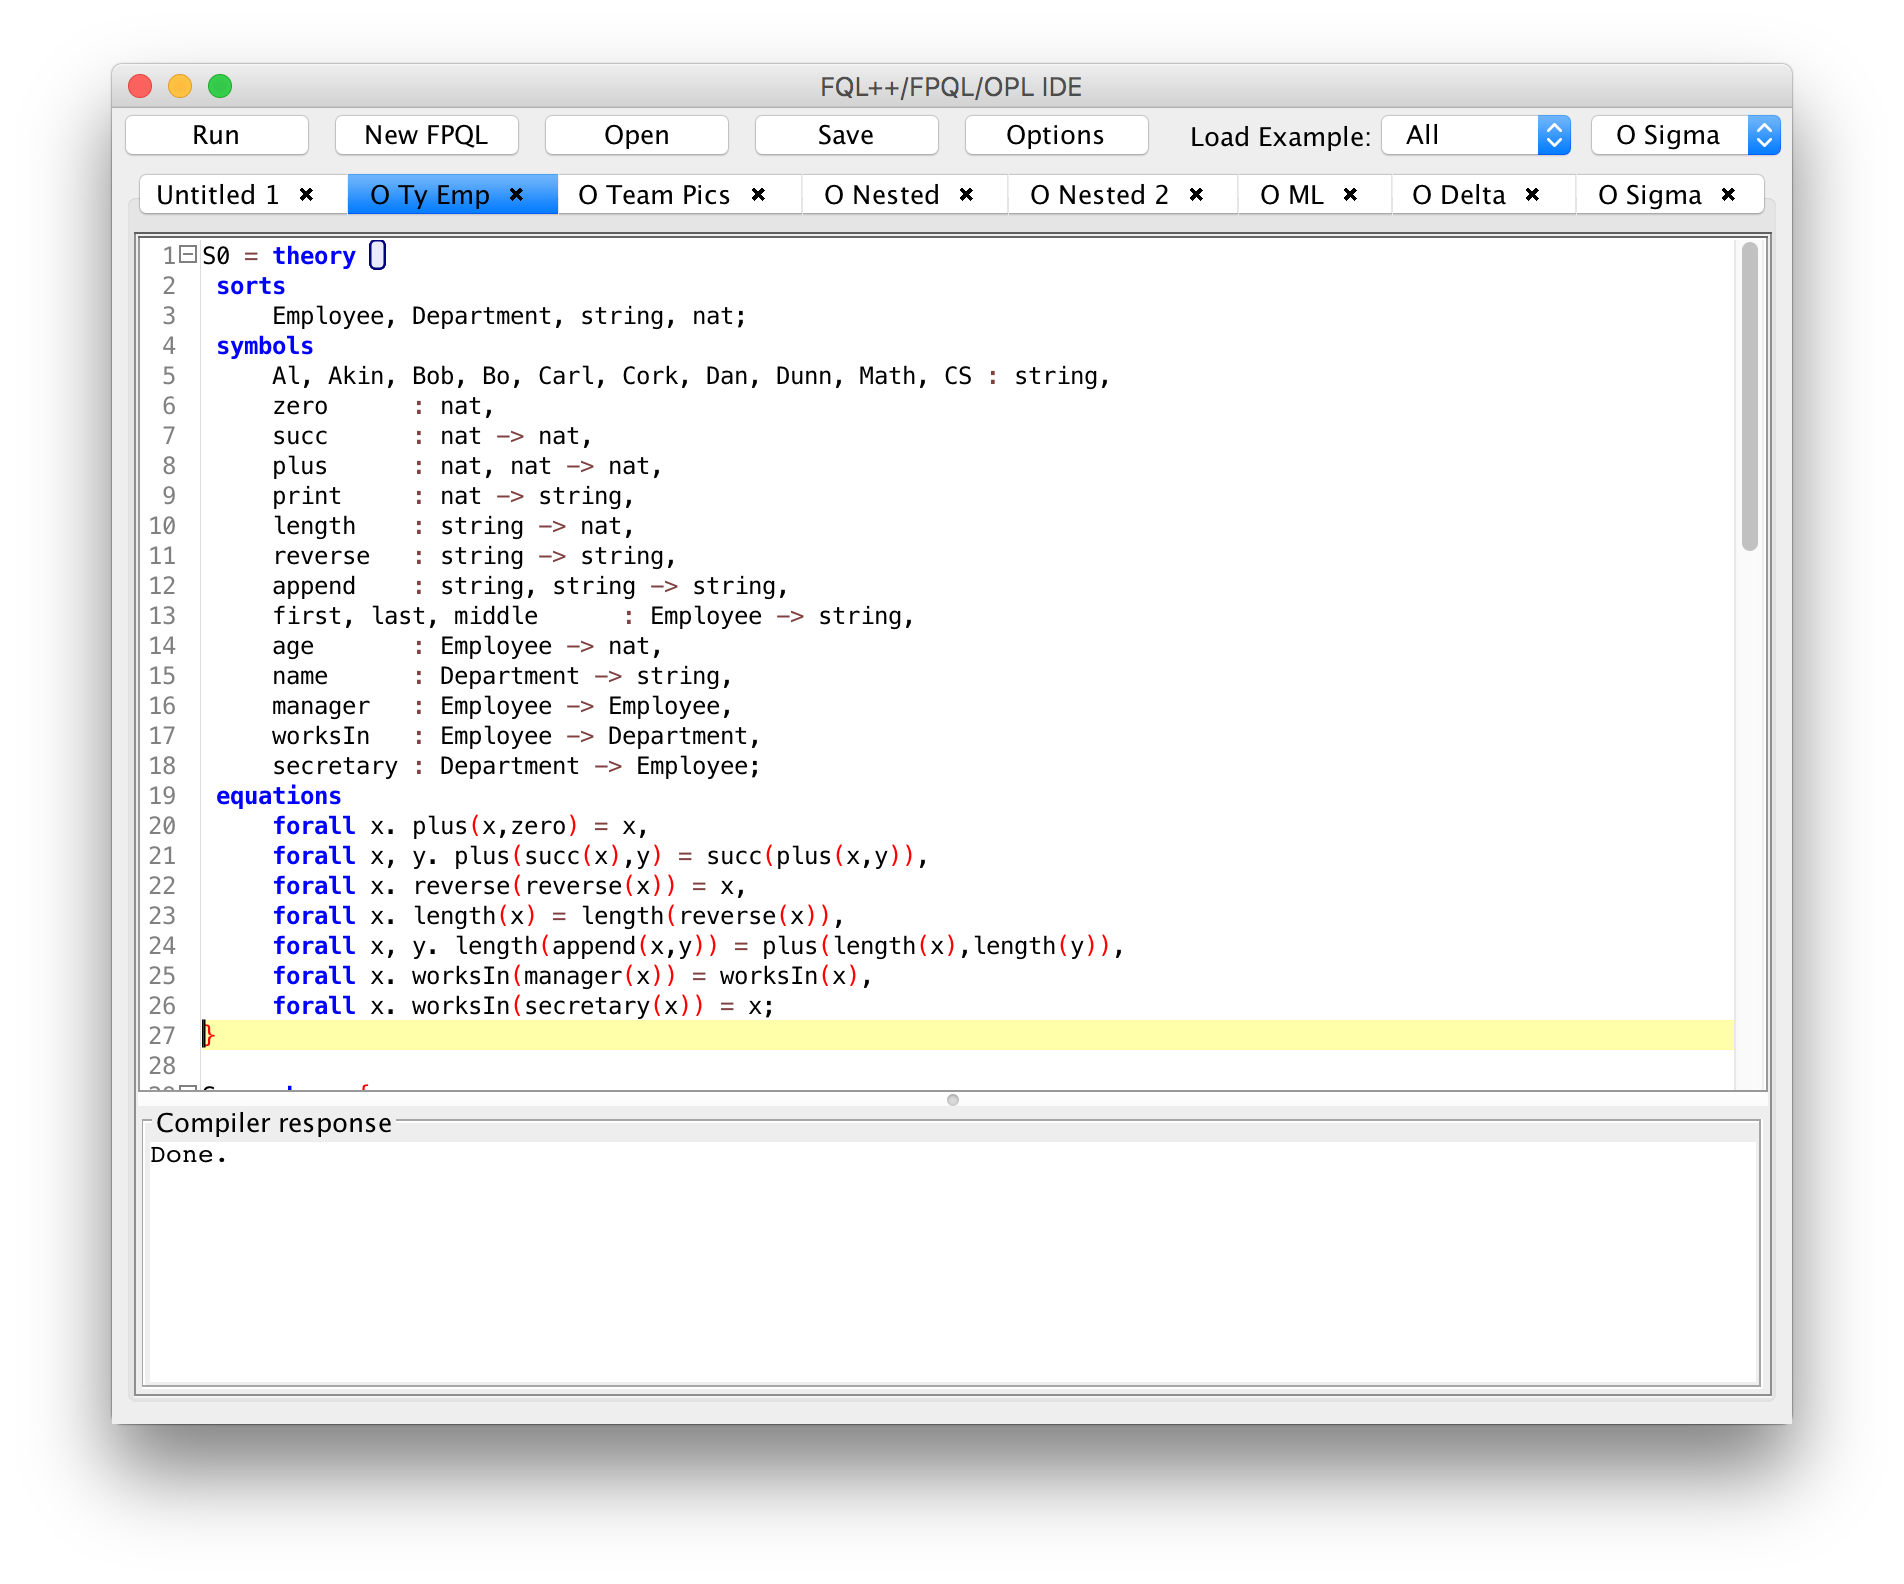 FQL++/FPQL/OPL IDE
Run New FPQL Open Save Options Load Example: All O Sigma
Untitled 1 ✖ O Ty Emp ✖ O Team Pics ✖ O Nested ✖ O Nested 2 ✖ O ML ✖ O Delta ✖ O Sigma ✖
1 S0 = theory {
2 sorts
3 Employee, Department, string, nat;
4 symbols
5 Al, Akin, Bob, Bo, Carl, Cork, Dan, Dunn, Math, CS : string,
6 zero : nat,
7 succ : nat -> nat,
8 plus : nat, nat -> nat,
9 print : nat -> string,
10 length : string -> nat,
11 reverse : string -> string,
12 append : string, string -> string,
13 first, last, middle : Employee -> string,
14 age : Employee -> nat,
15 name : Department -> string,
16 manager : Employee -> Employee,
17 worksIn : Employee -> Department,
18 secretary : Department -> Employee;
19 equations
20 forall x. plus(x,zero) = x,
21 forall x, y. plus(succ(x),y) = succ(plus(x,y)),
22 forall x. reverse(reverse(x)) = x,
23 forall x. length(x) = length(reverse(x)),
24 forall x, y. length(append(x,y)) = plus(length(x),length(y)),
25 forall x. worksIn(manager(x)) = worksIn(x),
26 forall x. worksIn(secretary(x)) = x;
27 }
28
Compiler response
Done.